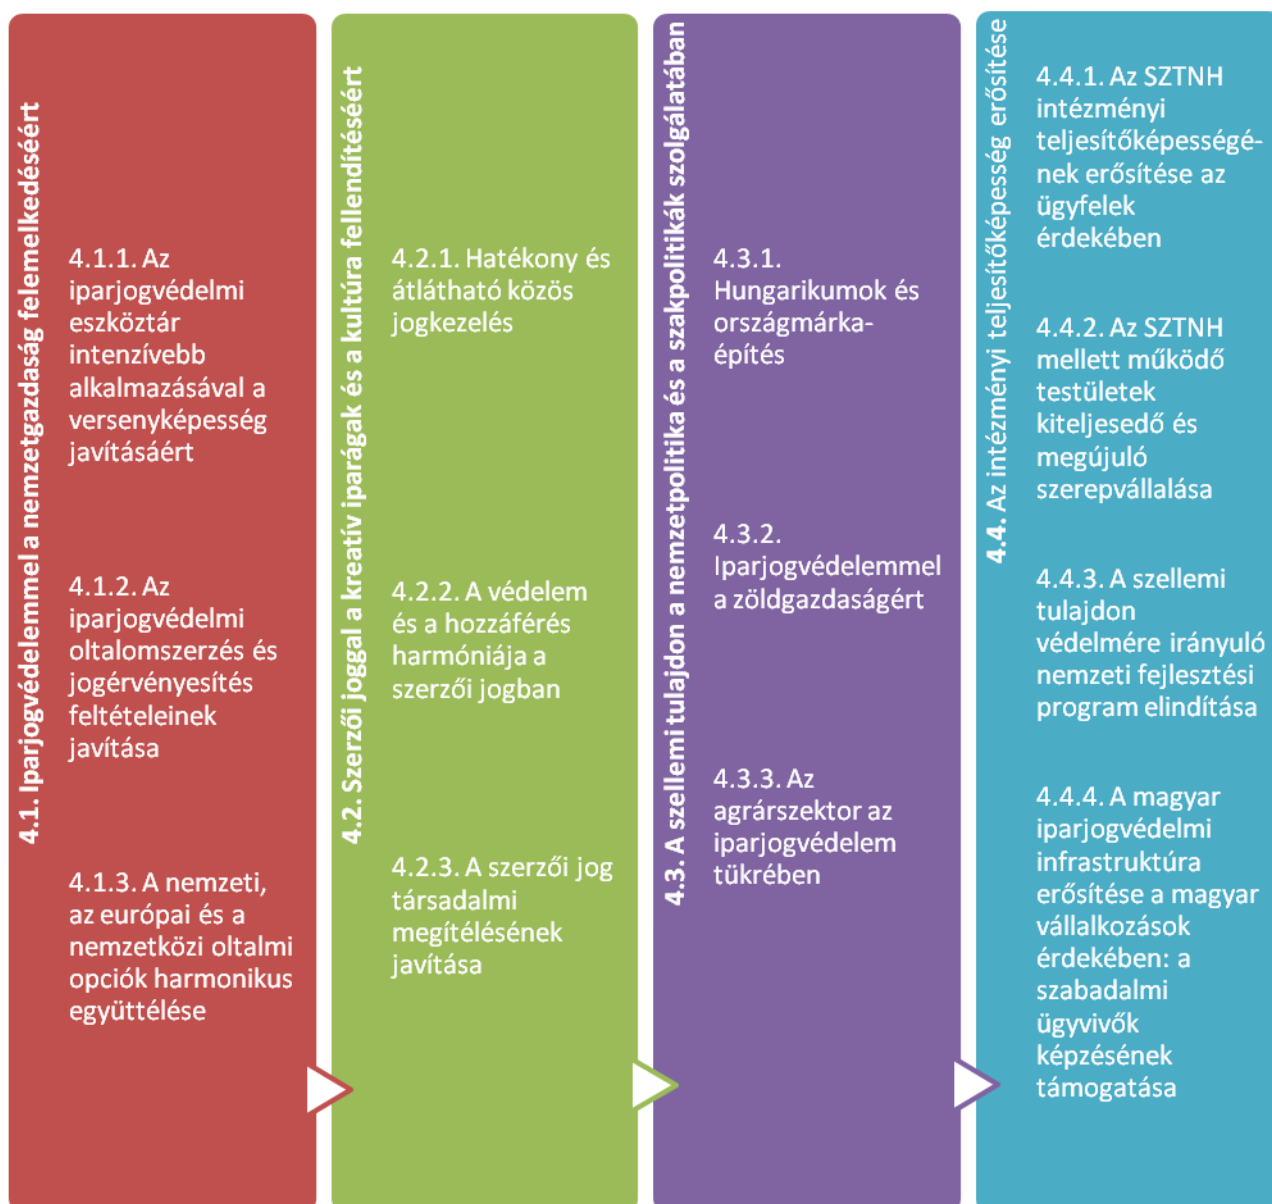 4.1. Iparjogvédelemmel a nemzetgazdaság felemelkedéséért
4.1.1. Az
iparjogvédelmi
eszköztár
intenzívebb
alkalmazásával a
versenyképesség
javításáért
4.1.2. Az
iparjogvédelmi
oltalomszerzés és
jogérvényesítés
feltételeinek
javítása
4.1.3. A nemzeti,
az európai és a
nemzetközi oltalmi
opciók harmonikus
együttélése
4.2. Szerzői joggal a kreatív iparágak és a kultúra fellendítéséért
4.2.1. Hatékony és
átlátható közös
jogkezelés
4.2.2. A védelem
és a hozzáférés
harmóniája a
szerzői jogban
4.2.3. A szerzői jog
társadalmi
megítélésének
javítása
4.3. A szellemi tulajdon a nemzetpolitika és a szakpolitikák szolgálatában
4.3.1.
Hungarikumok és
országmárka-
építés
4.3.2.
Iparjogvédelemmel
a zöldgazdaságért
4.3.3. Az
agrárszektor az
iparjogvédelem
tükrében
4.4. Az intézményi teljesítőképesség erősítése
4.4.1. Az SZTNH
intézményi
teljesítőképességé-
nek erősítése az
ügyfelek
érdekében
4.4.2. Az SZTNH
mellett működő
testületek
kiteljesedő és
megújuló
szerepvállalása
4.4.3. A szellemi
tulajdon
védelmére irányuló
nemzeti fejlesztési
program elindítása
4.4.4. A magyar
iparjogvédelmi
infrastruktúra
erősítése a magyar
vállalkozások
érdekében: a
szabadalmi
ügyvivők
képzésének
támogatása